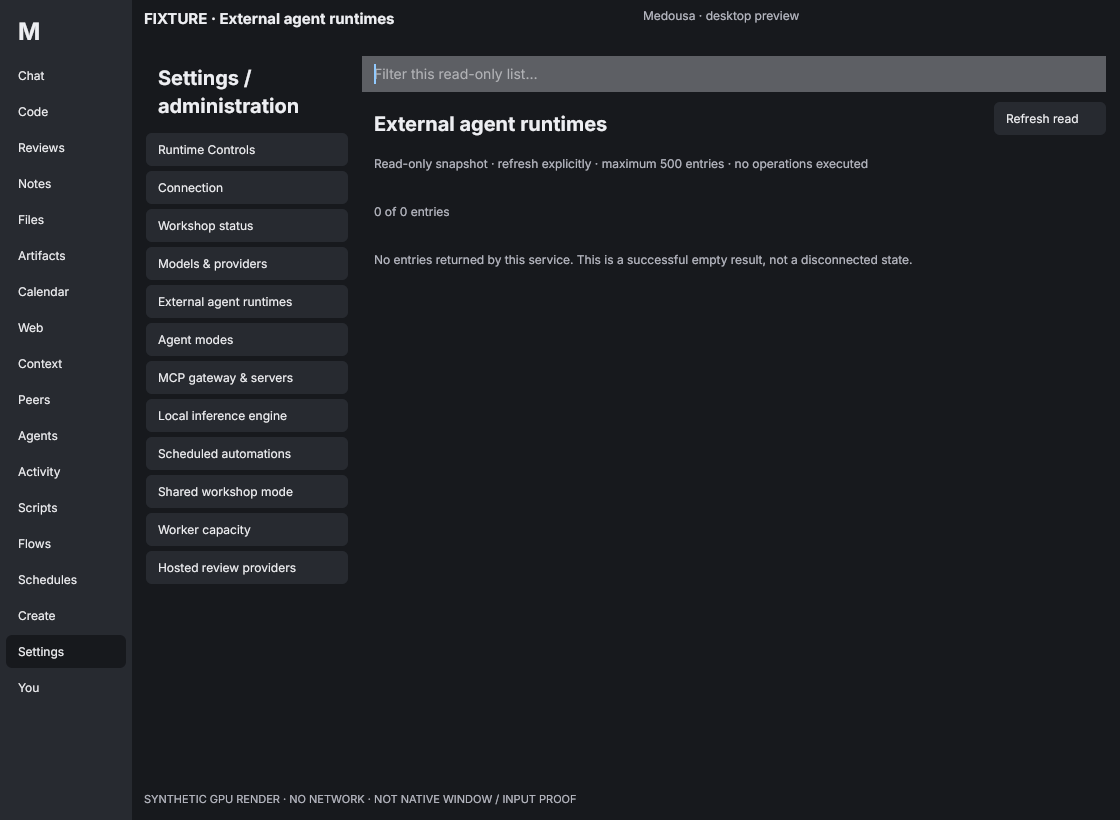 M
Chat
Code
Reviews
Notes
Files
Artifacts
Calendar
Web
Context
Peers
Agents
Activity
Scripts
Flows
Schedules
Create
Settings
You
FIXTURE · External agent runtimes
Medousa · desktop preview
Settings /
administration
Runtime Controls
Connection
Workshop status
Models & providers
External agent runtimes
Agent modes
MCP gateway & servers
Local inference engine
Scheduled automations
Shared workshop mode
Worker capacity
Hosted review providers
Filter this read-only list...
External agent runtimes
Refresh read
Read-only snapshot · refresh explicitly · maximum 500 entries · no operations executed
0 of 0 entries
No entries returned by this service. This is a successful empty result, not a disconnected state.
SYNTHETIC GPU RENDER · NO NETWORK · NOT NATIVE WINDOW / INPUT PROOF